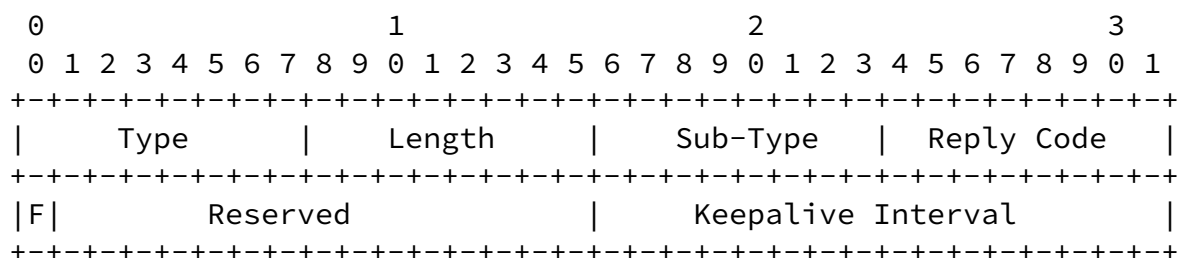 0                   1                   2                   3
 0 1 2 3 4 5 6 7 8 9 0 1 2 3 4 5 6 7 8 9 0 1 2 3 4 5 6 7 8 9 0 1
+-+-+-+-+-+-+-+-+-+-+-+-+-+-+-+-+-+-+-+-+-+-+-+-+-+-+-+-+-+-+-+-+
|     Type      |    Length     |    Sub-Type   |  Reply Code   |
+-+-+-+-+-+-+-+-+-+-+-+-+-+-+-+-+-+-+-+-+-+-+-+-+-+-+-+-+-+-+-+-+
|F|        Reserved             |     Keepalive Interval        |
+-+-+-+-+-+-+-+-+-+-+-+-+-+-+-+-+-+-+-+-+-+-+-+-+-+-+-+-+-+-+-+-+